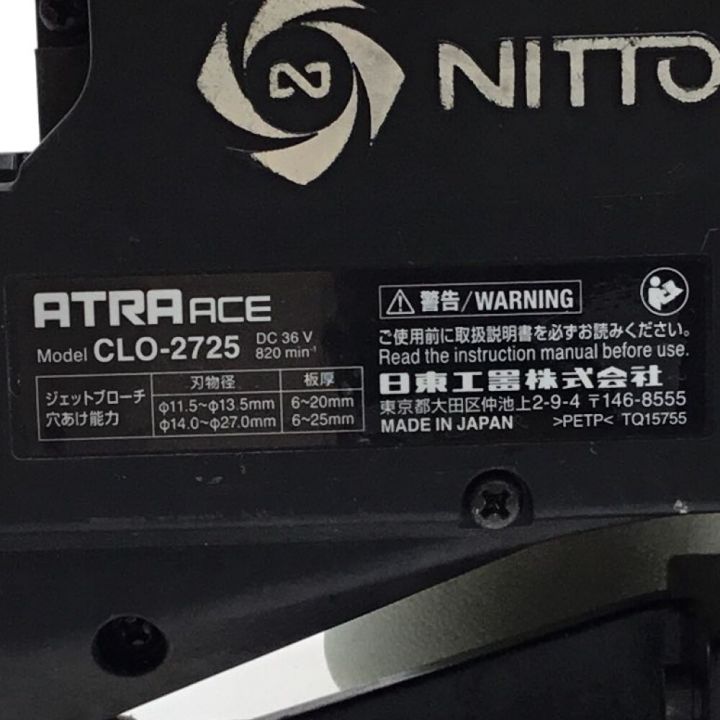 NITTO
ATRA ACE
Model CLO-2725 DC 36 V 820 min⁻¹
⚠ 警告/WARNING
ご使用前に取扱説明書を必ずお読みください。
Read the instruction manual before use.
ジェットブローチ穴あけ能力 刃物径 板厚
φ11.5~φ13.5mm 6~20mm
φ14.0~φ27.0mm 6~25mm
日東工器株式会社
東京都大田区仲池上2-9-4 〒146-8555
MADE IN JAPAN >PETP< TQ15755